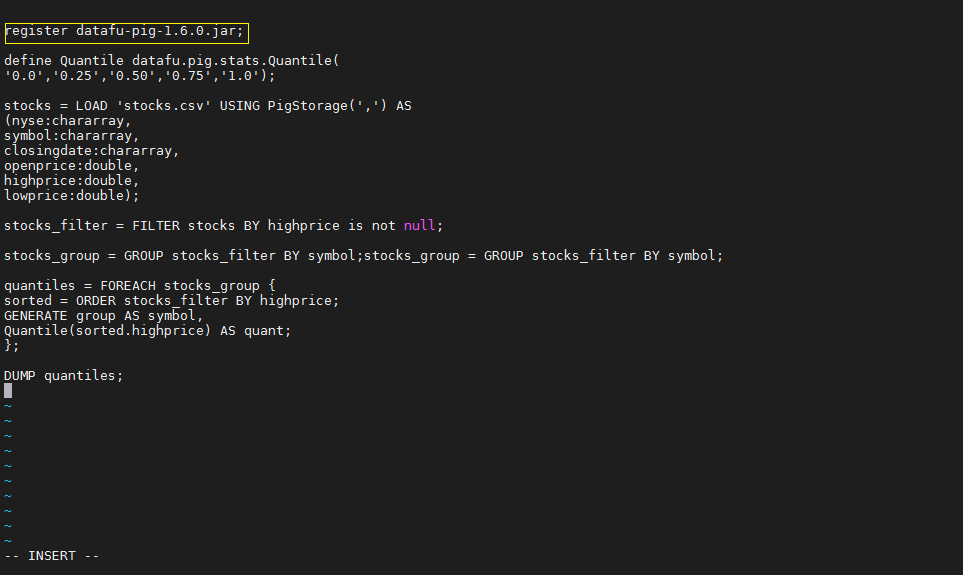 register datafu-pig-1.6.0.jar;
define Quantile datafu.pig.stats.Quantile(
'0.0','0.25','0.50','0.75','1.0');
stocks = LOAD 'stocks.csv' USING PigStorage(',') AS
(nyse:chararray,
symbol:chararray,
closingdate:chararray,
openprice:double,
highprice:double,
lowprice:double);
stocks_filter = FILTER stocks BY highprice is not null;
stocks_group = GROUP stocks_filter BY symbol;stocks_group = GROUP stocks_filter BY symbol;
quantiles = FOREACH stocks_group {
sorted = ORDER stocks_filter BY highprice;
GENERATE group AS symbol,
Quantile(sorted.highprice) AS quant;
};
DUMP quantiles;
~
~
~
~
~
~
~
~
~
~
-- INSERT --